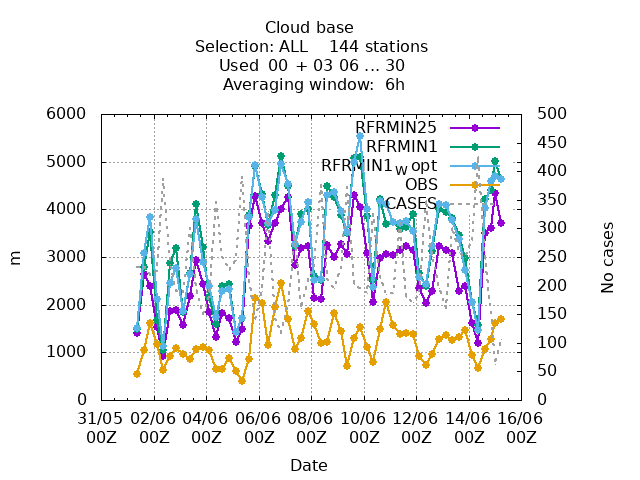 Cloud base
Selection: ALL 144 stations
Used 00 + 03 06 ... 30
Averaging window: 6h
6000
5000
4000
3000
2000
1000
0
m
500
450
400
350
300
250
200
150
100
50
0
No cases
RFRMIN25
RFRMIN1
RFRMIN1wopt
OBS
CASES
31/05 02/06 04/06 06/06 08/06 10/06 12/06 14/06 16/06
00Z 00Z 00Z 00Z 00Z 00Z 00Z 00Z 00Z
Date